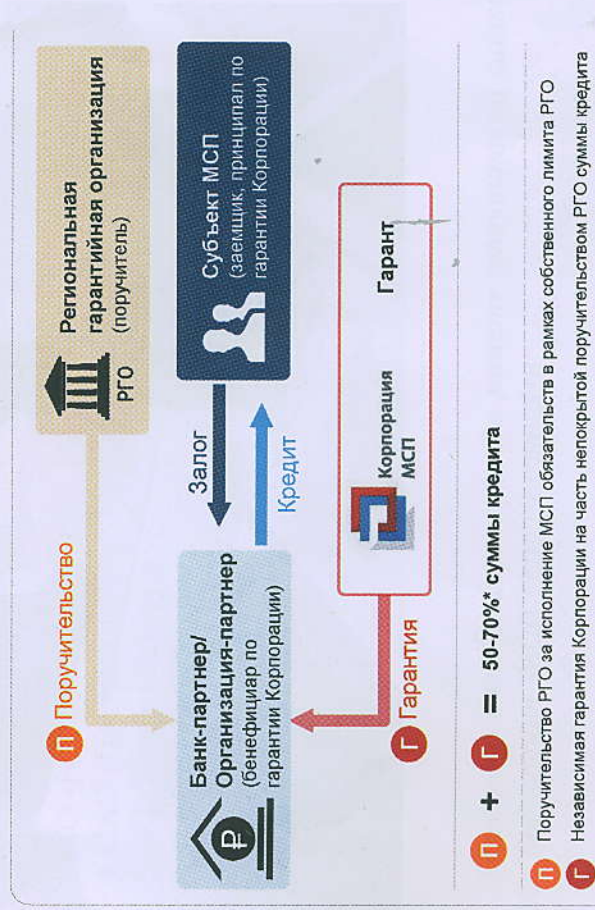 П Поручительство
РГО
Региональная
гарантийная организация
(поручитель)
Банк-партнер/
Организация-партнер
(бенефициар по
гарантии Корпорации)
₽
Залог
Кредит
Субъект МСП
(заемщик, принципал по
гарантии Корпорации)
Г Гарантия
Корпорация
МСП
Гарант
П + Г = 50-70%* суммы кредита
П Поручительство РГО за исполнение МСП обязательств в рамках собственного лимита РГО
Г Независимая гарантия Корпорации на часть непокрытой поручительством РГО суммы кредита